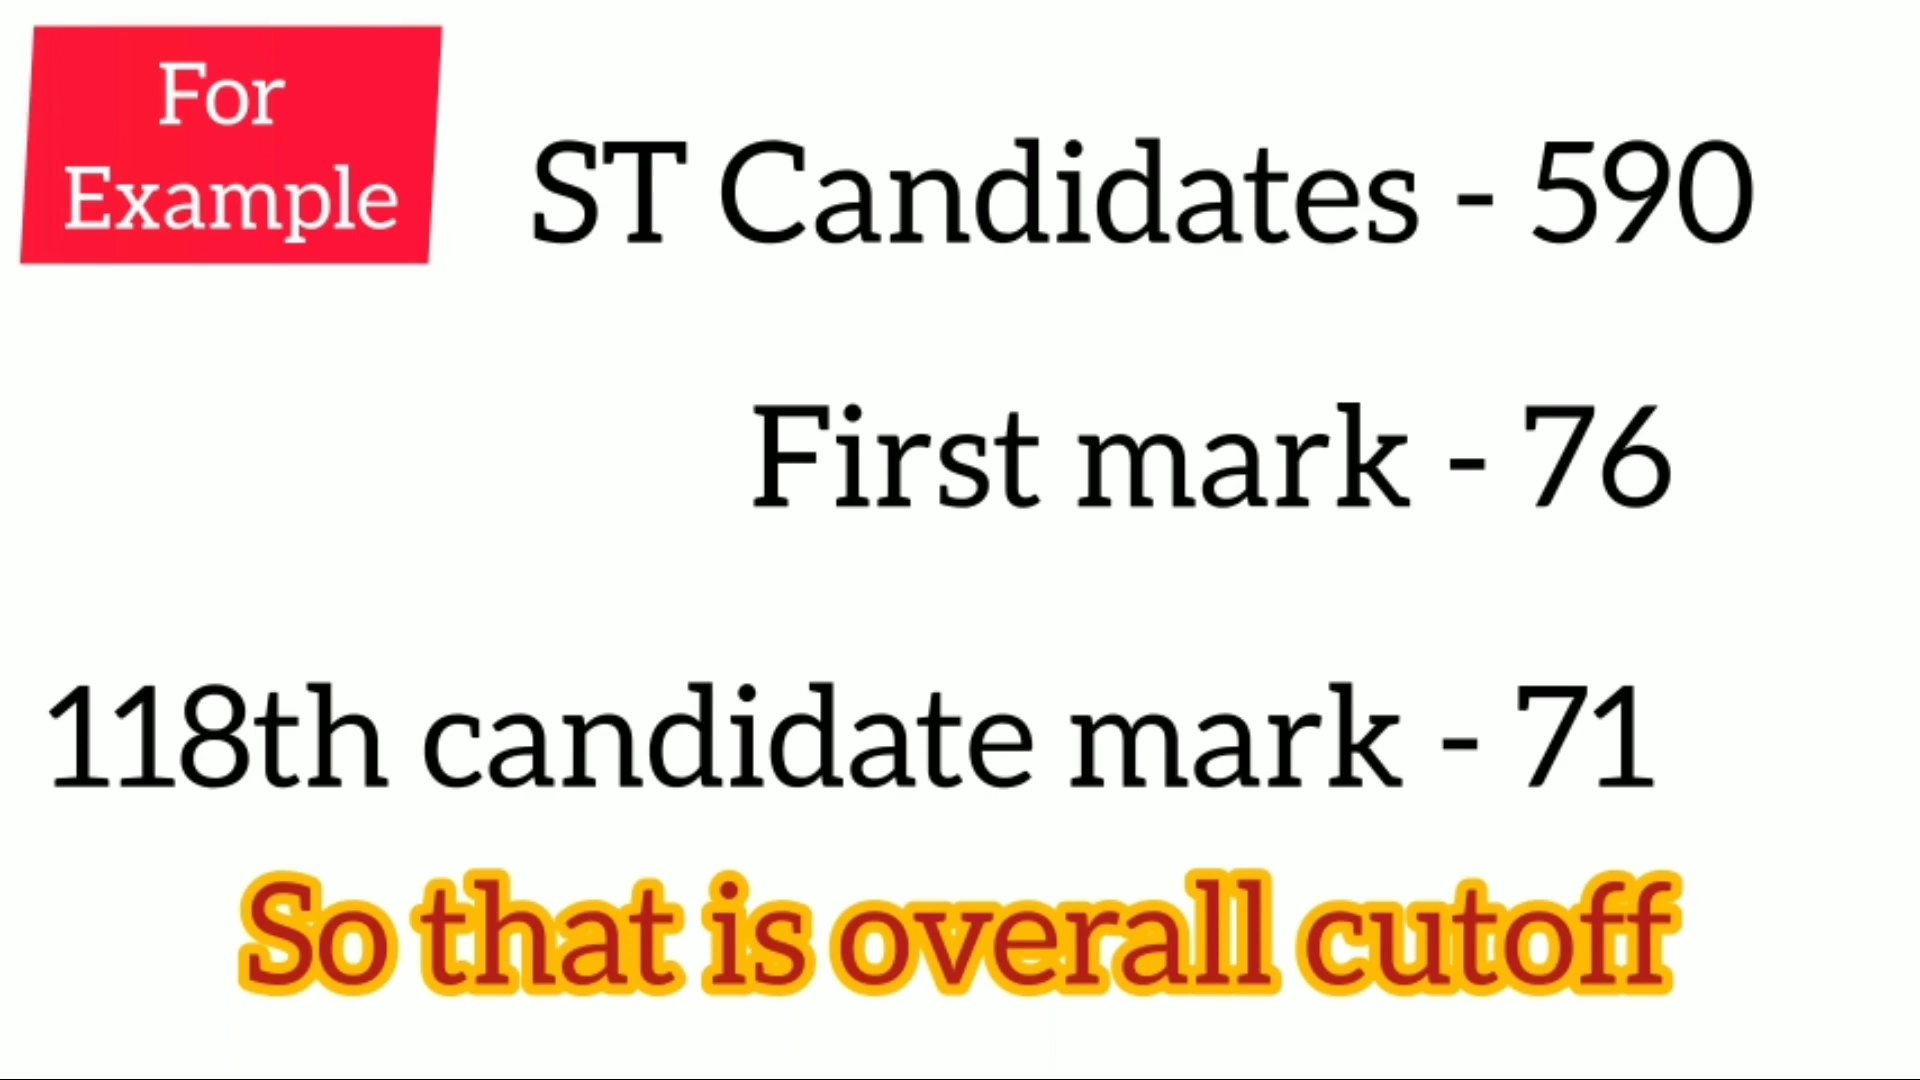 For
Example
ST Candidates - 590
First mark - 76
118th candidate mark - 71
So that is overall cutoff